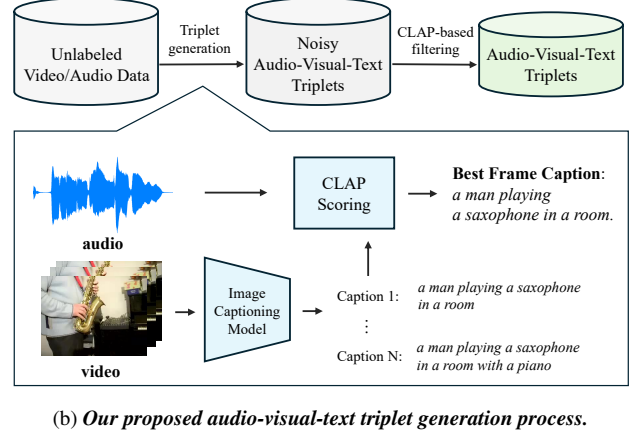 Unlabeled
Video/Audio Data
Triplet
generation
Noisy
Audio-Visual-Text
Triplets
CLAP-based
filtering
Audio-Visual-Text
Triplets
audio
CLAP
Scoring
Best Frame Caption:
a man playing
a saxophone in a room.
video
Image
Captioning
Model
Caption 1:
a man playing a saxophone
in a room
⋮
Caption N:
a man playing a saxophone
in a room with a piano
(b) Our proposed audio-visual-text triplet generation process.